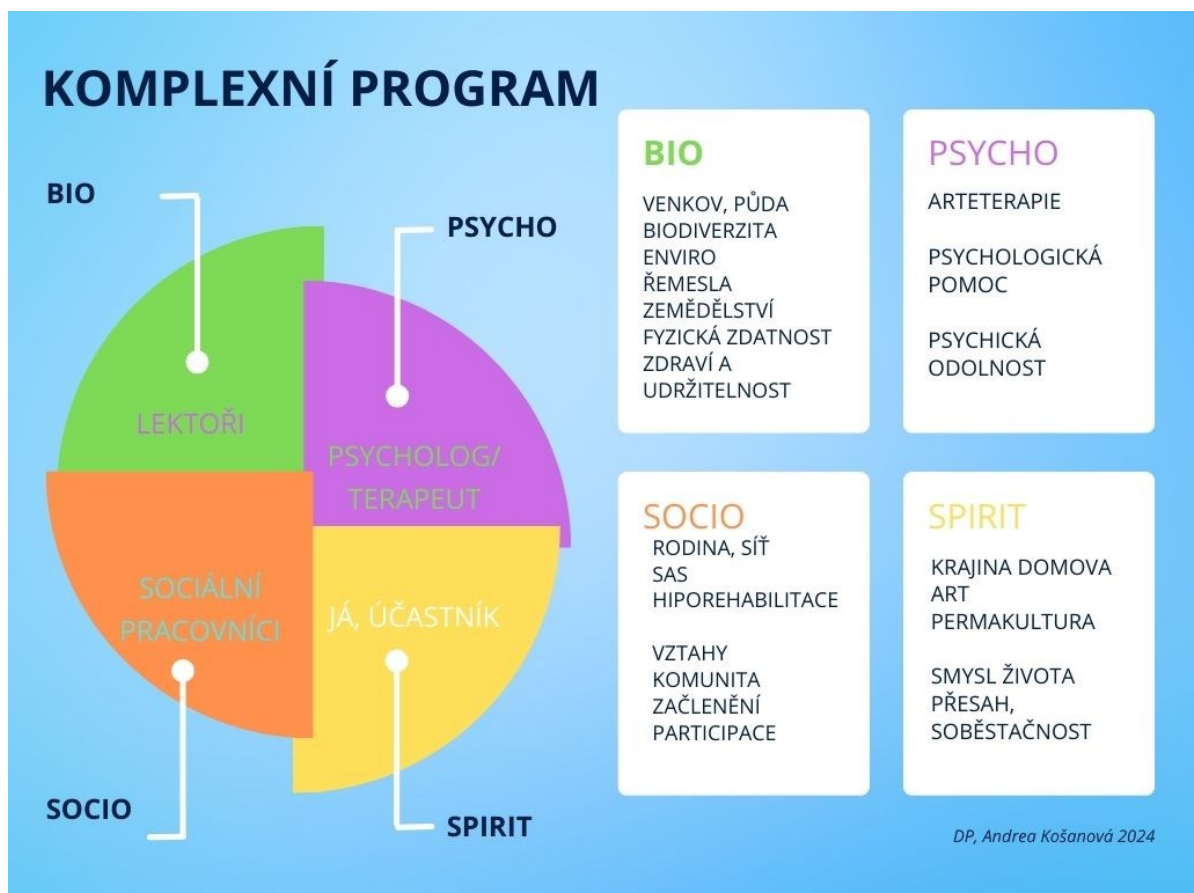 KOMPLEXNÍ PROGRAM
BIO
PSYCHO
LEKTOŘI
PSYCHOLOG/
TERAPEUT
SOCIÁLNÍ
PRACOVNÍCI
JÁ, ÚČASTNÍK
SOCIO
SPIRIT
BIO
VENKOV, PŮDA
BIODIVERZITA
ENVIRO
ŘEMESLA
ZEMĚDĚLSTVÍ
FYZICKÁ ZDATNOST
ZDRAVÍ A
UDRŽITELNOST
PSYCHO
ARTETERAPIE
PSYCHOLOGICKÁ
POMOC
PSYCHICKÁ
ODOLNOST
SOCIO
RODINA, SÍŤ
SAS
HIPOREHABILITACE
VZTAHY
KOMUNITA
ZAČLENĚNÍ
PARTICIPACE
SPIRIT
KRAJINA DOMOVA
ART
PERMAKULTURA
SMYSL ŽIVOTA
PŘESAH,
SOBĚSTAČNOST
DP, Andrea Košanová 2024